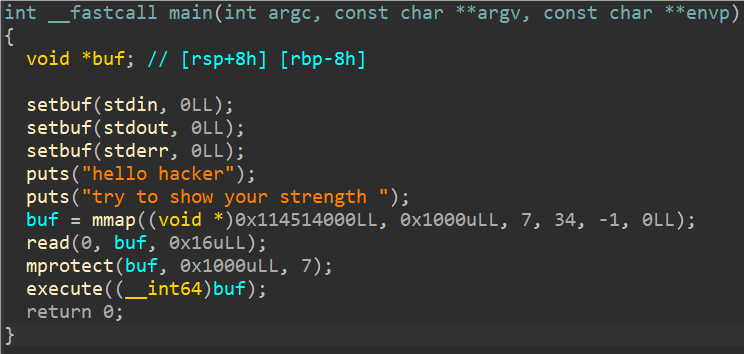 int __fastcall main(int argc, const char **argv, const char **envp)
{
  void *buf; // [rsp+8h] [rbp-8h]

  setbuf(stdin, 0LL);
  setbuf(stdout, 0LL);
  setbuf(stderr, 0LL);
  puts("hello hacker");
  puts("try to show your strength ");
  buf = mmap((void *)0x114514000LL, 0x1000uLL, 7, 34, -1, 0LL);
  read(0, buf, 0x16uLL);
  mprotect(buf, 0x1000uLL, 7);
  execute((__int64)buf);
  return 0;
}